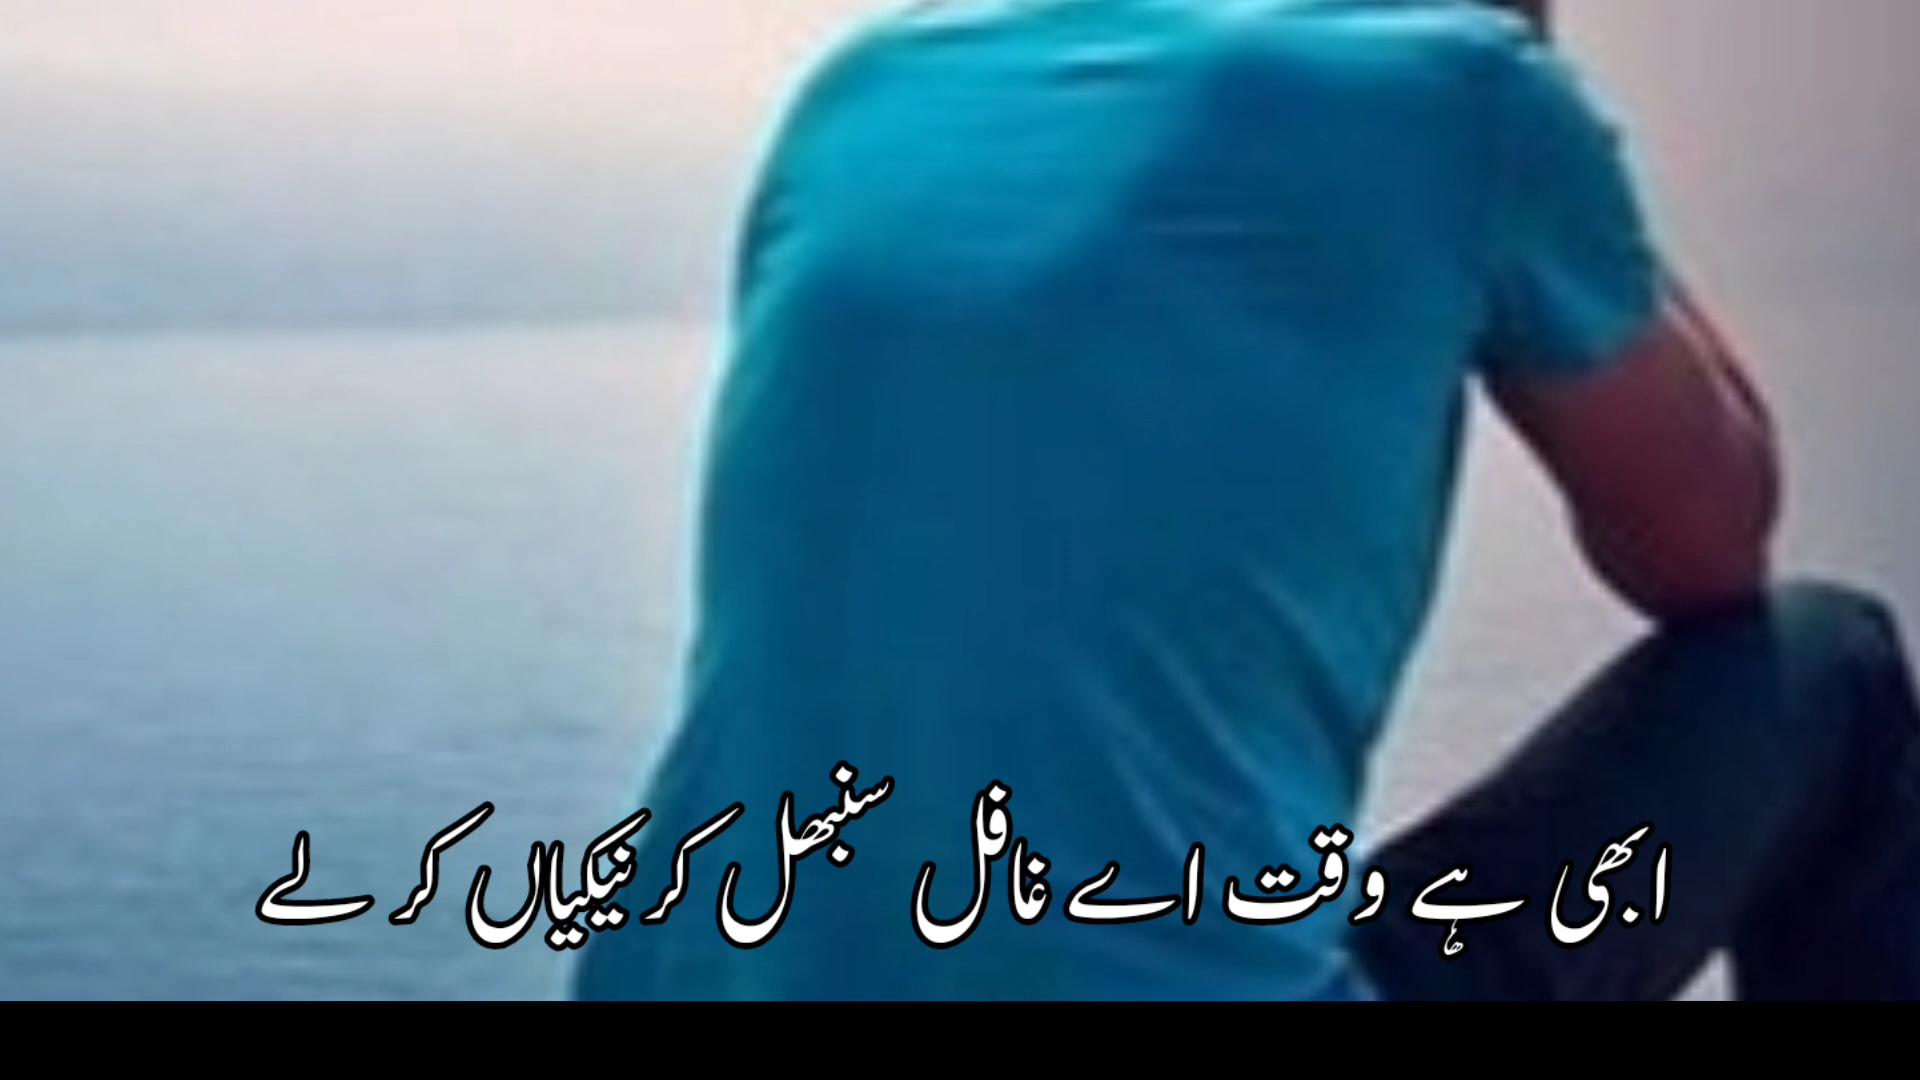 ابھی ہے وقت اے غافل سنبھل کر نیکیاں کر لے